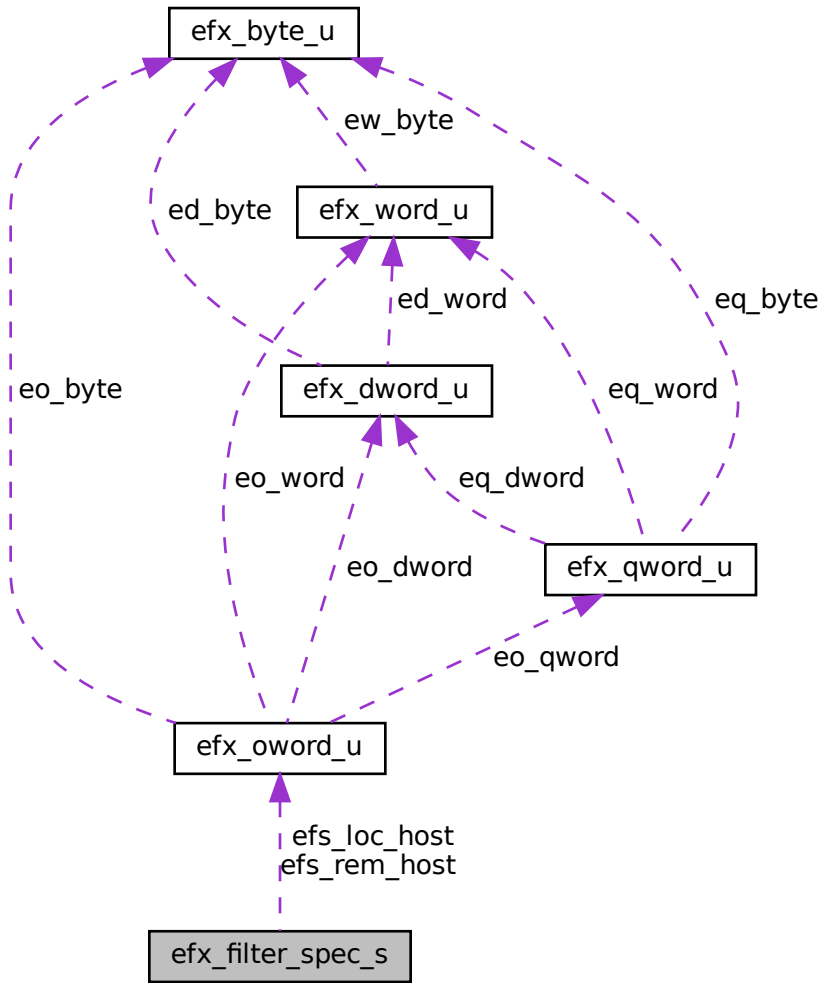 efx_byte_u
ew_byte
efx_word_u
ed_byte
ed_word
eq_byte
efx_dword_u
eo_byte
eq_word
eo_word
eq_dword
eo_dword
efx_qword_u
eo_qword
efx_oword_u
efs_loc_host
efs_rem_host
efx_filter_spec_s